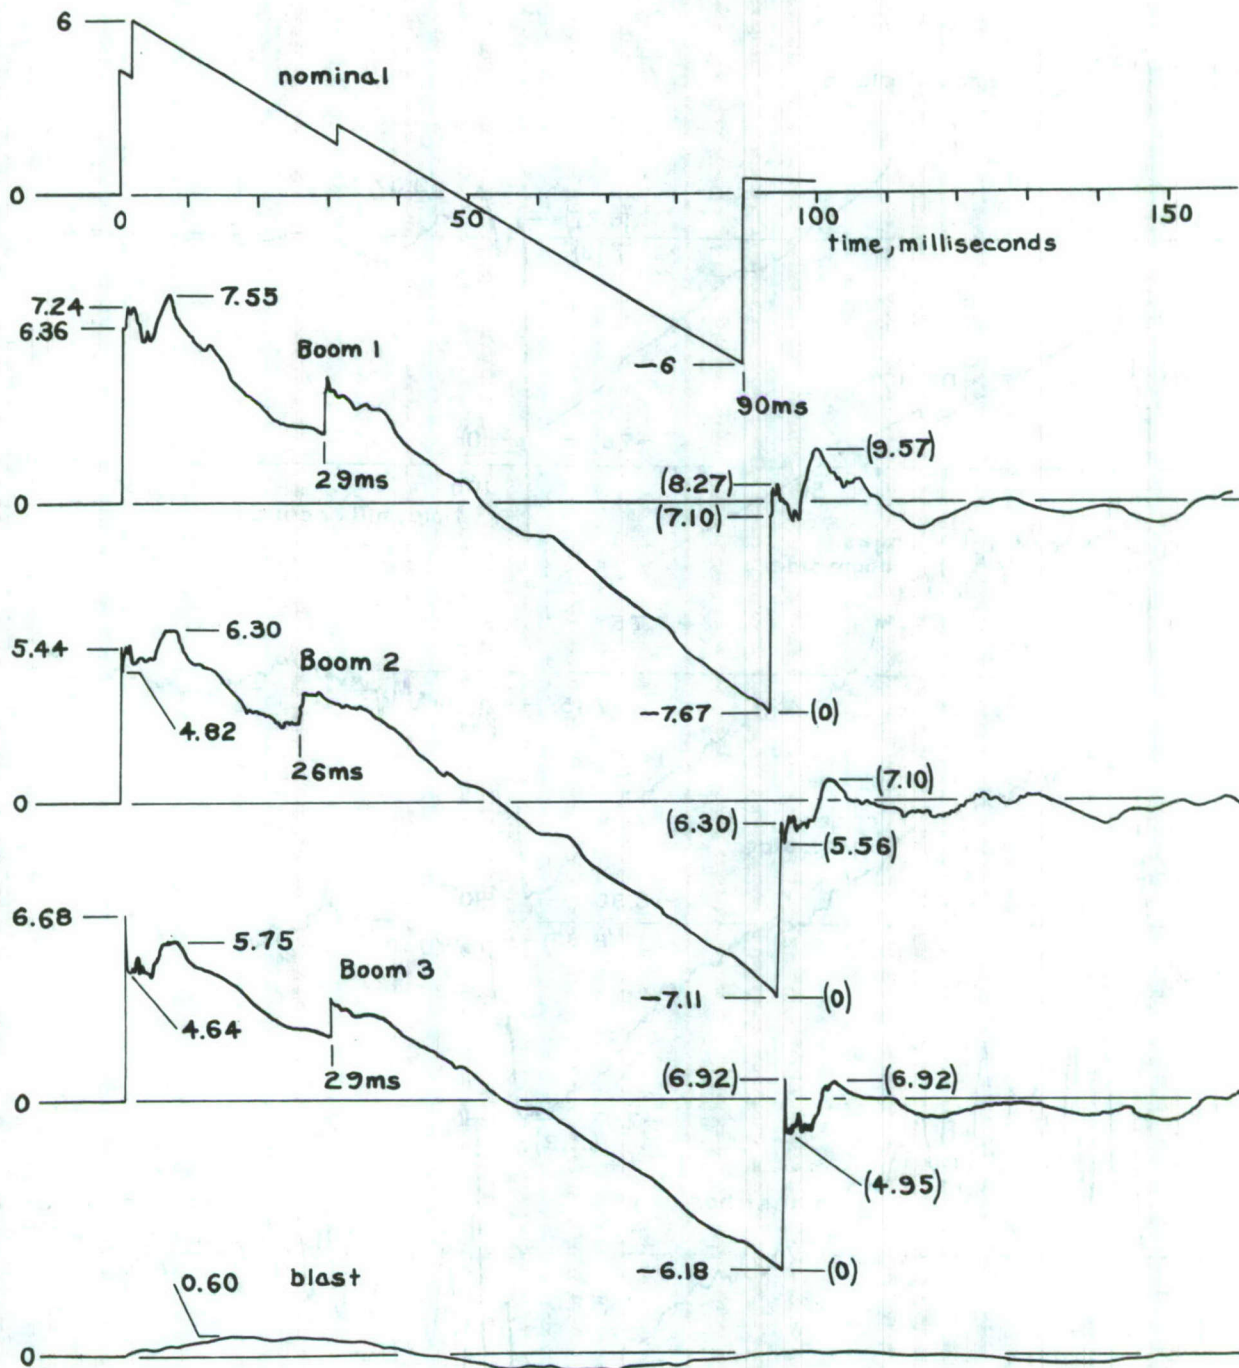 6
nominal
0
0 50 100 150
time, milliseconds
-6
90ms
7.24
6.36
7.55
Boom 1
29ms
0
(9.57)
(8.27)
(7.10)
-7.67 (0)
5.44
6.30
Boom 2
4.82
26ms
0
(7.10)
(6.30)
(5.56)
-7.11 (0)
6.68
5.75
Boom 3
4.64
29ms
0
(6.92) (6.92)
(4.95)
-6.18 (0)
0.60 blast
0